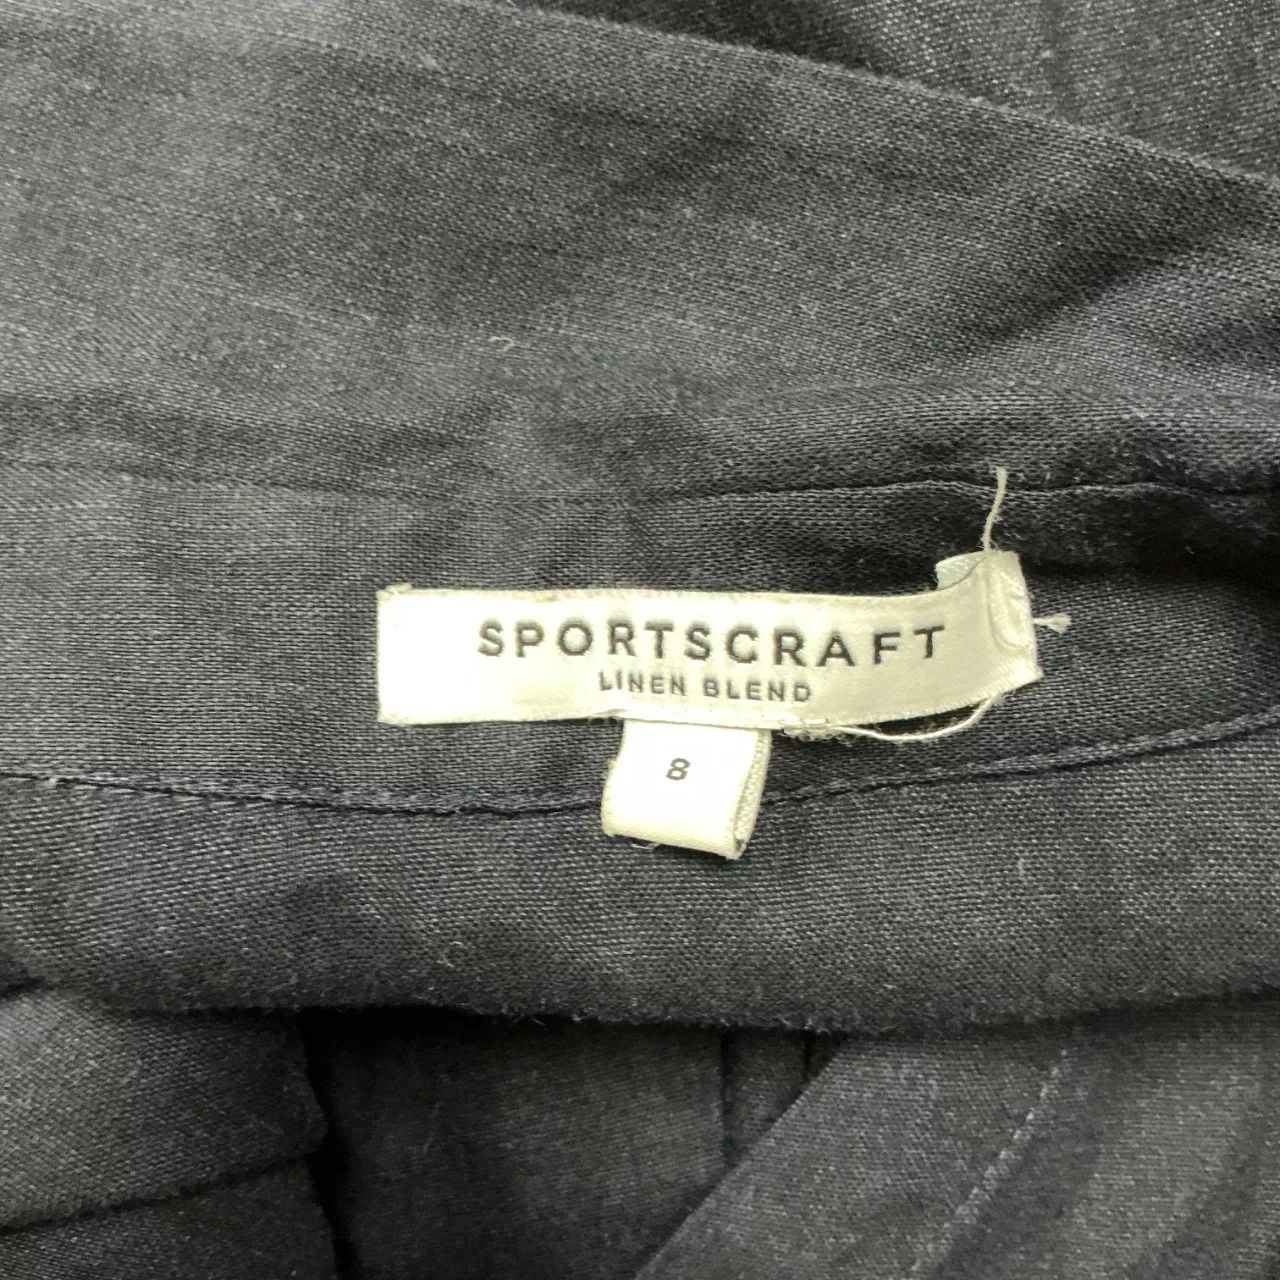 SPORTSCRAFT
LINEN BLEND
8